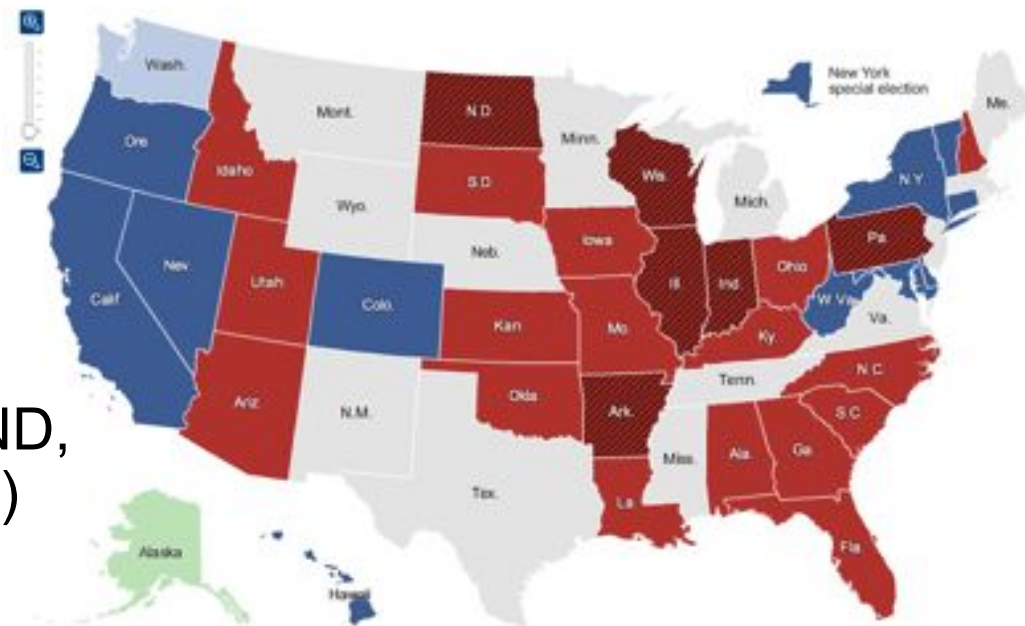 Wash.
Mont.
N.D.
Minn.
New York
special election
Me.
Ore
Idaho
S.D
Wis.
Mich.
N.Y.
Wyo.
Iowa
Pa
Neb.
Nev
Utah
Colo.
Ill
Ind
Ohio
W.Va
Va.
Calif
Kan
Mo
Ky
N.C.
Tenn.
Ariz
N.M.
Okla
Ark.
S.C
Miss.
Ala.
Ga
ND,
)
Tex.
La
Fla
Alaska
Hawaii